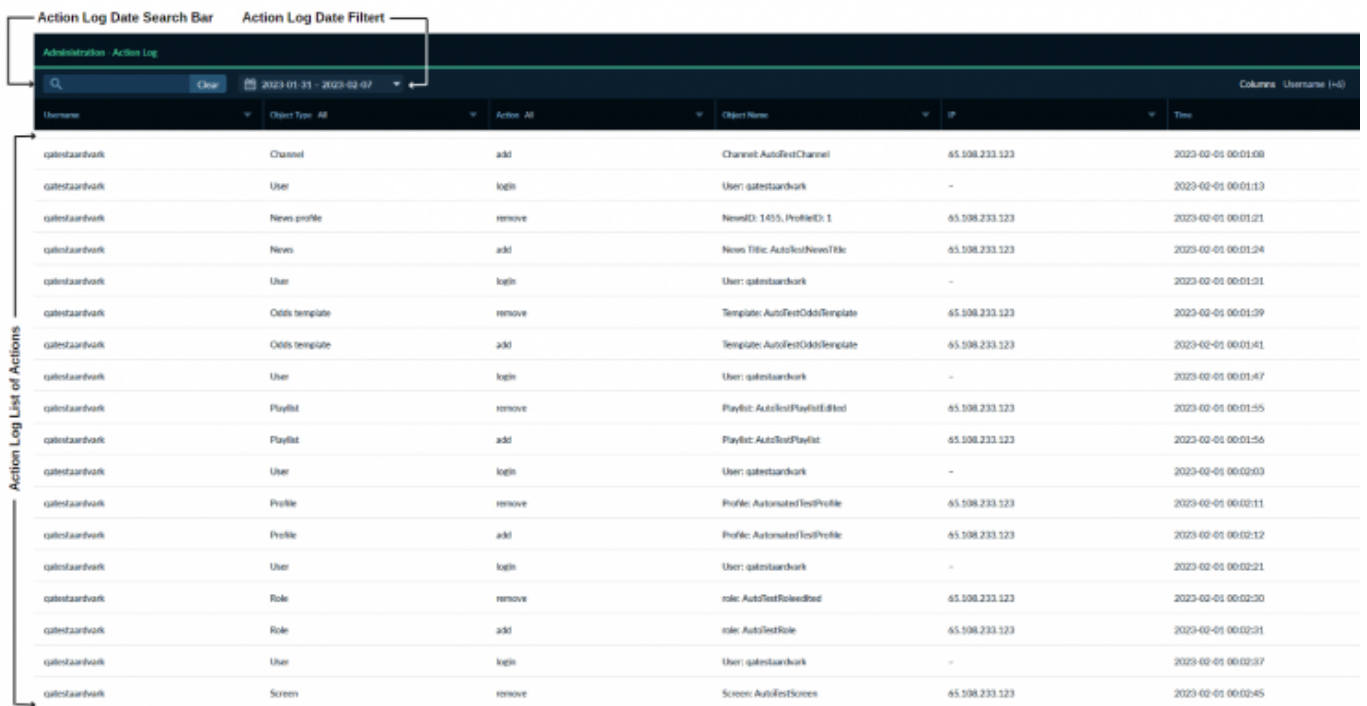 Action Log Date Search Bar Action Log Date Filtert
Administration - Action Log
Clear 2023-01-31 - 2023-02-07 Columns Username (+6)
Username Object Type All Action All Object Name IP Time
qatestaardvark Channel add Channel: AutoTestChannel 65.108.233.123 2023-02-01 00:01:08
qatestaardvark User login User: qatestaardvark - 2023-02-01 00:01:13
qatestaardvark News profile remove NewsID: 1455, ProfileID: 1 65.108.233.123 2023-02-01 00:01:21
qatestaardvark News add News Title: AutoTestNewsTitle 65.108.233.123 2023-02-01 00:01:24
qatestaardvark User login User: qatestaardvark - 2023-02-01 00:01:31
qatestaardvark Odds template remove Template: AutoTestOddsTemplate 65.108.233.123 2023-02-01 00:01:39
qatestaardvark Odds template add Template: AutoTestOddsTemplate 65.108.233.123 2023-02-01 00:01:41
qatestaardvark User login User: qatestaardvark - 2023-02-01 00:01:47
qatestaardvark Playlist remove Playlist: AutoTestPlaylistEdited 65.108.233.123 2023-02-01 00:01:55
qatestaardvark Playlist add Playlist: AutoTestPlaylist 65.108.233.123 2023-02-01 00:01:56
qatestaardvark User login User: qatestaardvark - 2023-02-01 00:02:03
qatestaardvark Profile remove Profile: AutomatedTestProfile 65.108.233.123 2023-02-01 00:02:11
qatestaardvark Profile add Profile: AutomatedTestProfile 65.108.233.123 2023-02-01 00:02:12
qatestaardvark User login User: qatestaardvark - 2023-02-01 00:02:21
qatestaardvark Role remove role: AutoTestRoleedited 65.108.233.123 2023-02-01 00:02:30
qatestaardvark Role add role: AutoTestRole 65.108.233.123 2023-02-01 00:02:31
qatestaardvark User login User: qatestaardvark - 2023-02-01 00:02:37
qatestaardvark Screen remove Screen: AutoTestScreen 65.108.233.123 2023-02-01 00:02:45
Action Log List of Actions